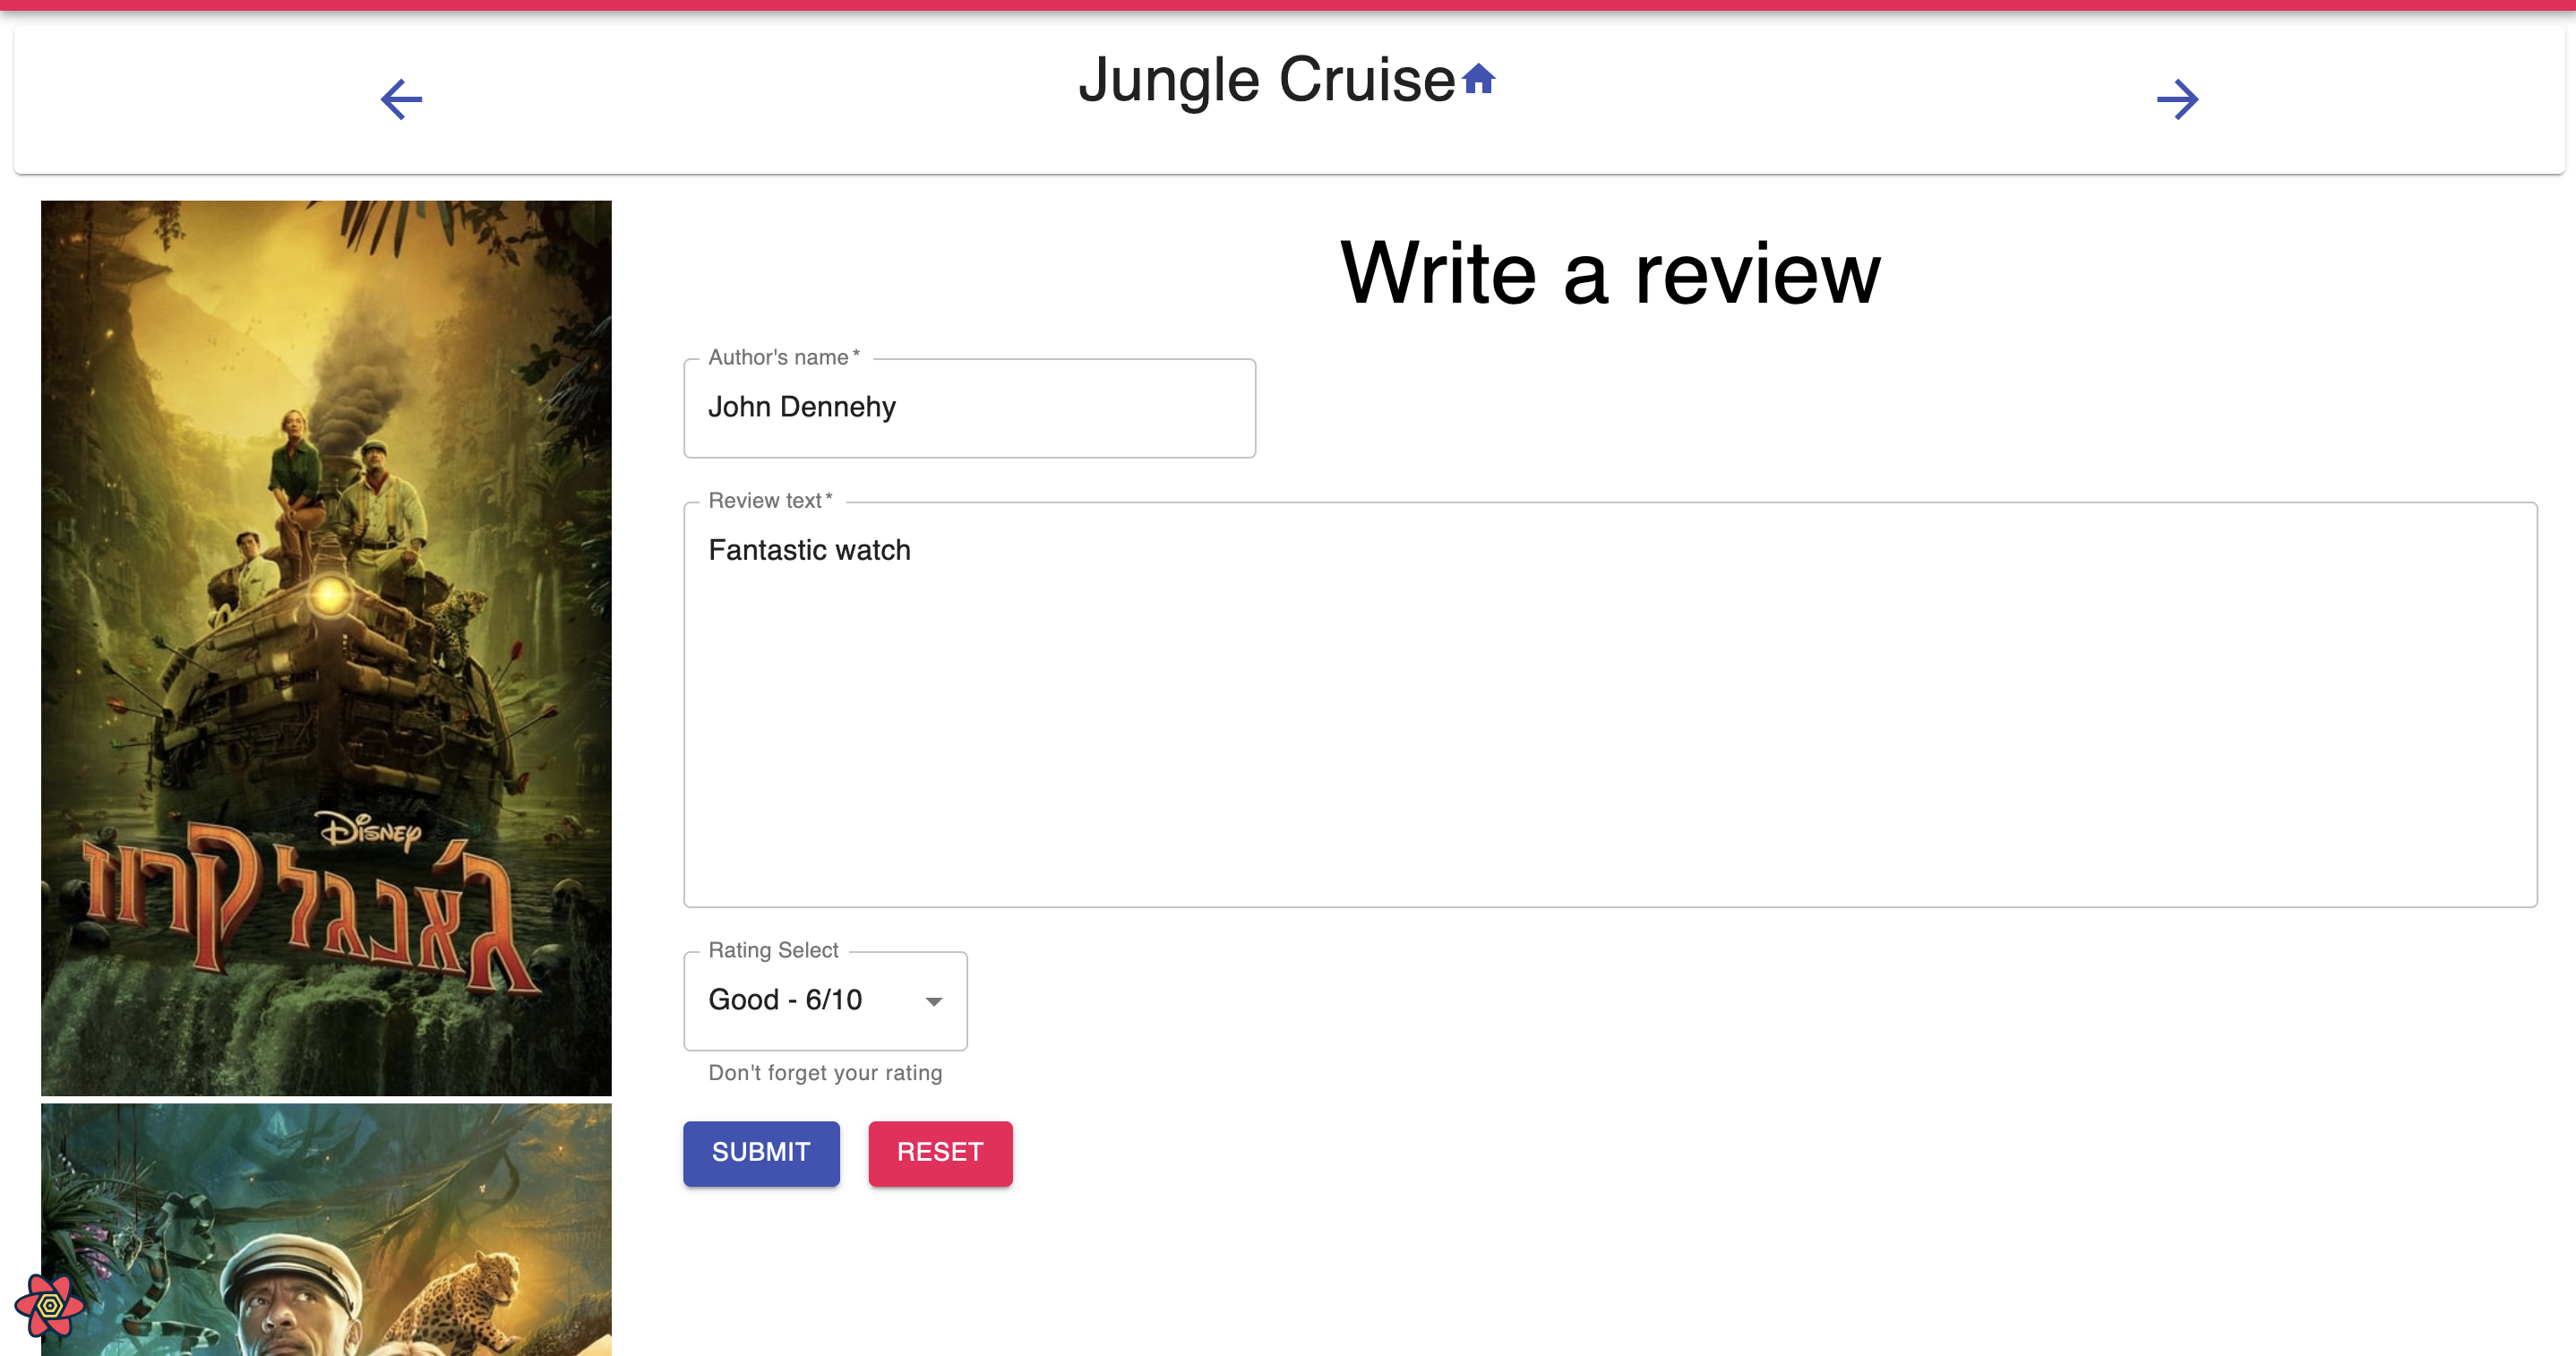 Jungle Cruise
Write a review
Author's name *
John Dennehy
Review text *
Fantastic watch
Rating Select
Good - 6/10
Don't forget your rating
SUBMIT
RESET
Disney
ג'אנגל קרוז